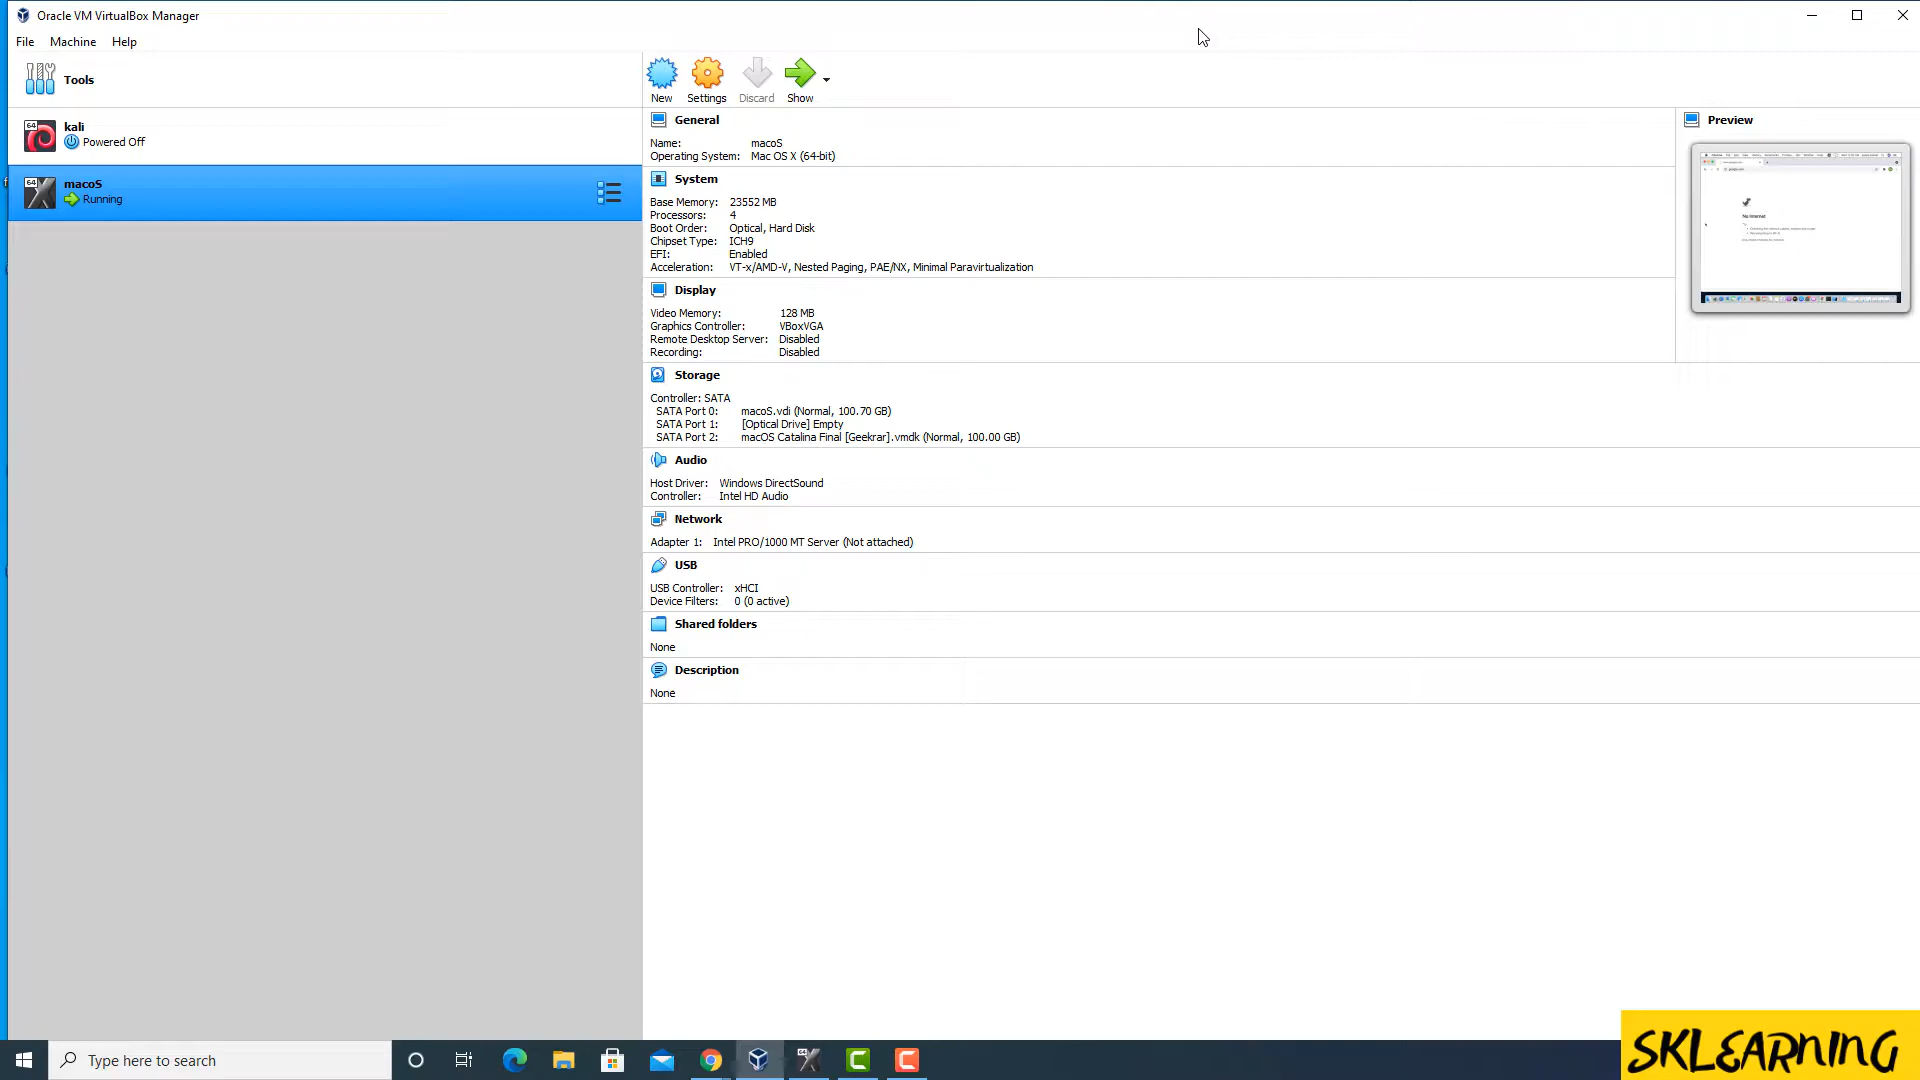 Oracle VM VirtualBox Manager
File Machine Help
Tools
New Settings Discard Show
64 kali
Powered Off
64 macoS
Running
General
Name: macoS
Operating System: Mac OS X (64-bit)
System
Base Memory: 23552 MB
Processors: 4
Boot Order: Optical, Hard Disk
Chipset Type: ICH9
EFI: Enabled
Acceleration: VT-x/AMD-V, Nested Paging, PAE/NX, Minimal Paravirtualization
Display
Video Memory: 128 MB
Graphics Controller: VBoxVGA
Remote Desktop Server: Disabled
Recording: Disabled
Storage
Controller: SATA
SATA Port 0: macoS.vdi (Normal, 100.70 GB)
SATA Port 1: [Optical Drive] Empty
SATA Port 2: macOS Catalina Final [Geekrar].vmdk (Normal, 100.00 GB)
Audio
Host Driver: Windows DirectSound
Controller: Intel HD Audio
Network
Adapter 1: Intel PRO/1000 MT Server (Not attached)
USB
USB Controller: xHCI
Device Filters: 0 (0 active)
Shared folders
None
Description
None
Preview
No internet
Type here to search
SKLEARNING